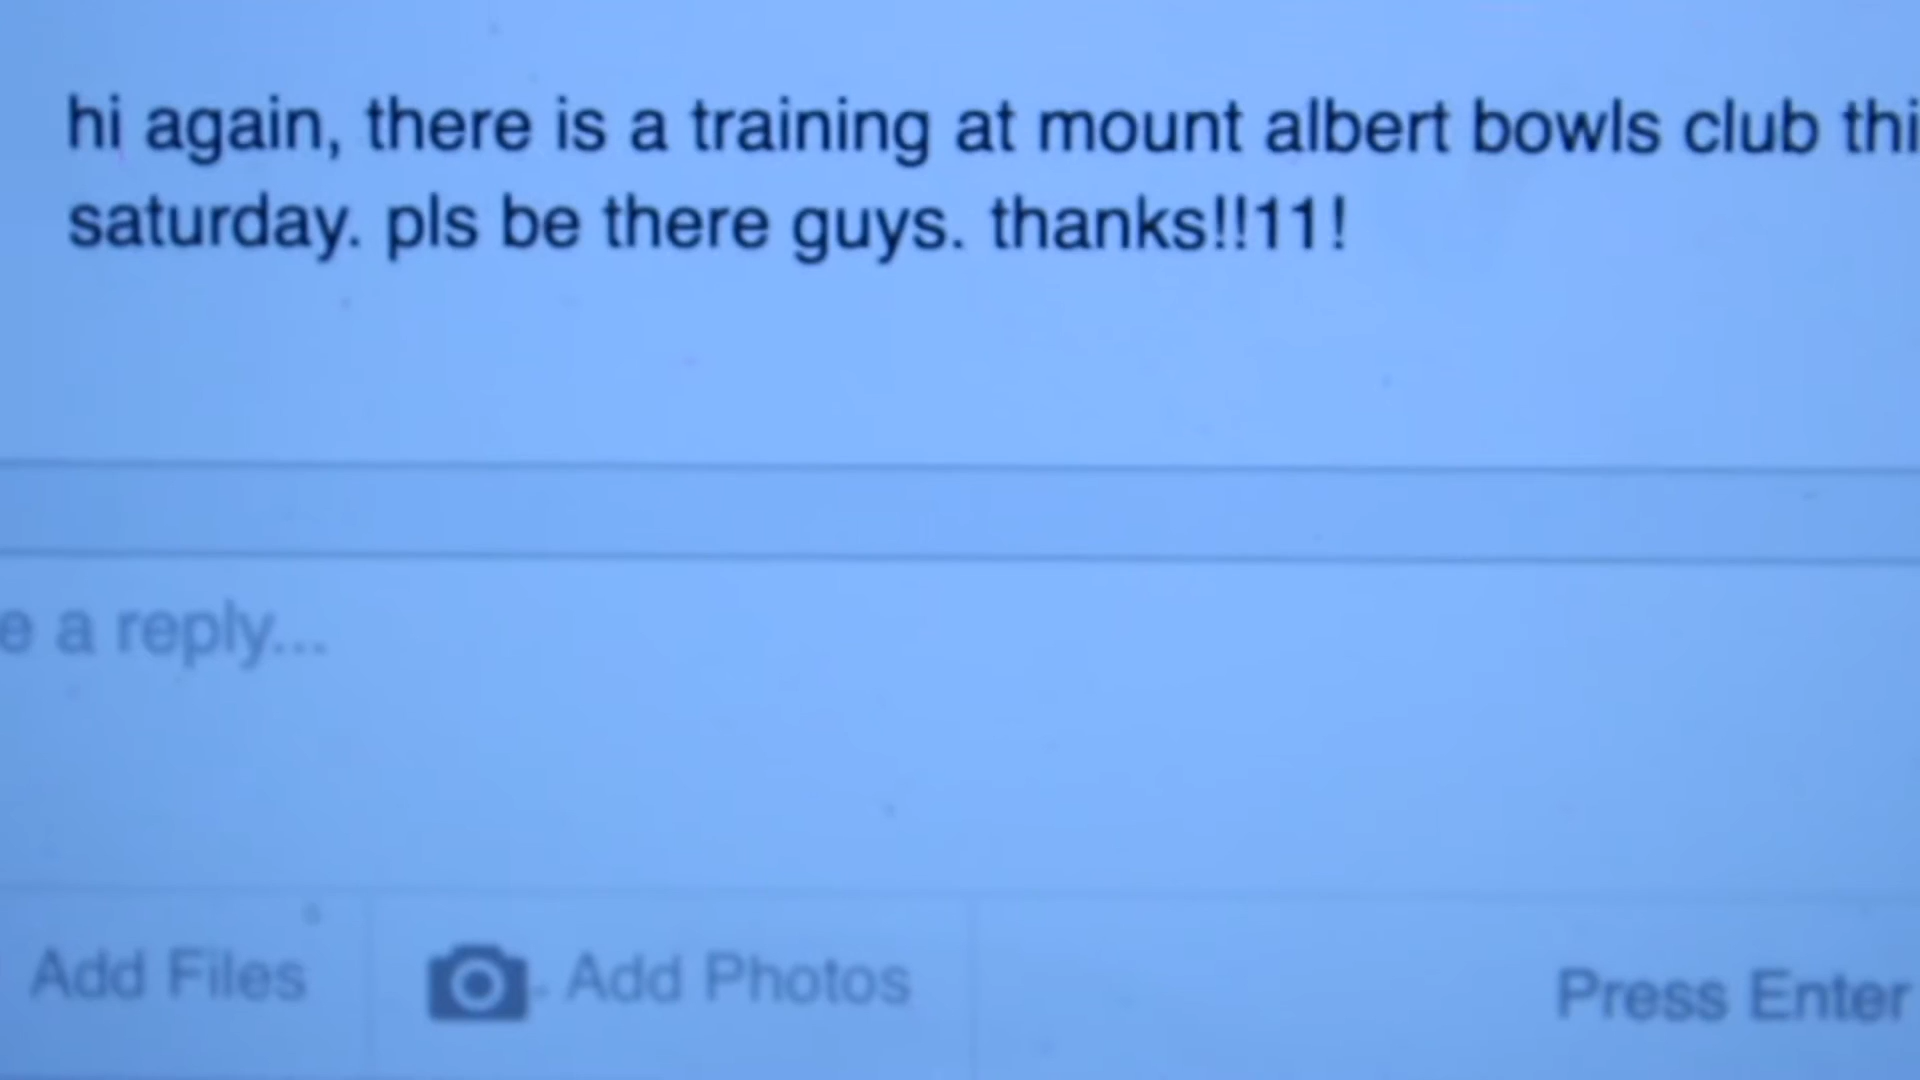 hi again, there is a training at mount albert bowls club thi
saturday. pls be there guys. thanks!!11!
e a reply...
Add Files
Add Photos
Press Enter